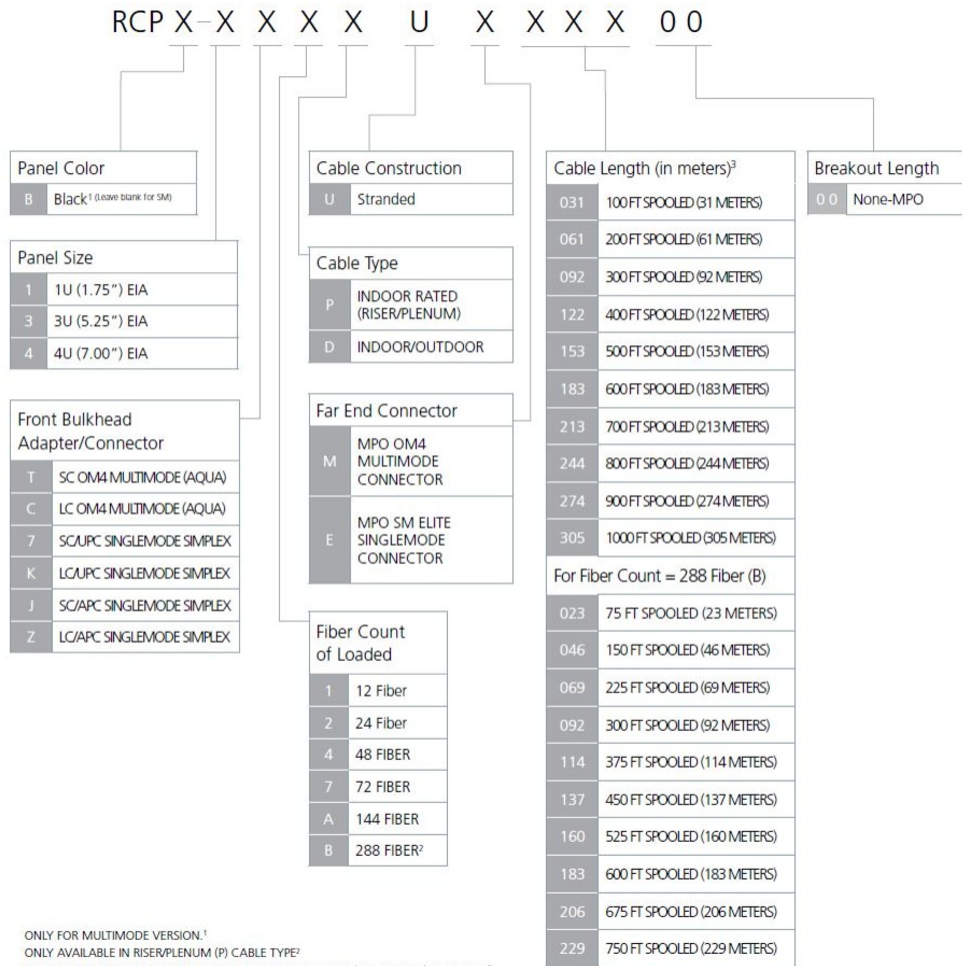 RCP X-X X X X U X X X X 0 0
Panel Color
B Black¹ (Leave blank for SM)
Panel Size
1 1U (1.75”) EIA
3 3U (5.25”) EIA
4 4U (7.00”) EIA
Front Bulkhead
Adapter/Connector
T SC OM4 MULTIMODE (AQUA)
C LC OM4 MULTIMODE (AQUA)
7 SC/UPC SINGLEMODE SIMPLEX
K LC/UPC SINGLEMODE SIMPLEX
J SC/APC SINGLEMODE SIMPLEX
Z LC/APC SINGLEMODE SIMPLEX
Cable Construction
U Stranded
Cable Type
P INDOOR RATED
(RISER/PLENUM)
D INDOOR/OUTDOOR
Far End Connector
M MPO OM4
MULTIMODE
CONNECTOR
E MPO SM ELITE
SINGLEMODE
CONNECTOR
Fiber Count
of Loaded
1 12 Fiber
2 24 Fiber
4 48 FIBER
7 72 FIBER
A 144 FIBER
B 288 FIBER²
Cable Length (in meters)³
031 100 FT SPOOLED (31 METERS)
061 200 FT SPOOLED (61 METERS)
092 300 FT SPOOLED (92 METERS)
122 400 FT SPOOLED (122 METERS)
153 500 FT SPOOLED (153 METERS)
183 600 FT SPOOLED (183 METERS)
213 700 FT SPOOLED (213 METERS)
244 800 FT SPOOLED (244 METERS)
274 900 FT SPOOLED (274 METERS)
305 1000 FT SPOOLED (305 METERS)
For Fiber Count = 288 Fiber (B)
023 75 FT SPOOLED (23 METERS)
046 150 FT SPOOLED (46 METERS)
069 225 FT SPOOLED (69 METERS)
092 300 FT SPOOLED (92 METERS)
114 375 FT SPOOLED (114 METERS)
137 450 FT SPOOLED (137 METERS)
160 525 FT SPOOLED (160 METERS)
183 600 FT SPOOLED (183 METERS)
206 675 FT SPOOLED (206 METERS)
229 750 FT SPOOLED (229 METERS)
Breakout Length
0 0 None-MPO
ONLY FOR MULTIMODE VERSION.¹
ONLY AVAILABLE IN RISER/PLENUM (P) CABLE TYPE²